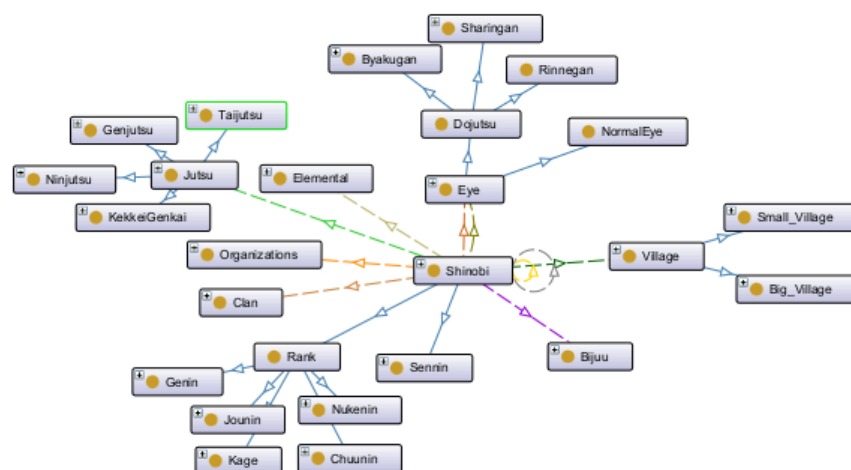 Sharingan
Byakugan
Rinnegan
Taijutsu
Dojutsu
Genjutsu
NormalEye
Jutsu
Elemental
Ninjutsu
Eye
KekkeiGenkai
Small_Village
Organizations
Village
Shinobi
Big_Village
Clan
Rank
Bijuu
Sennin
Genin
Nukenin
Jounin
Kage
Chuunin